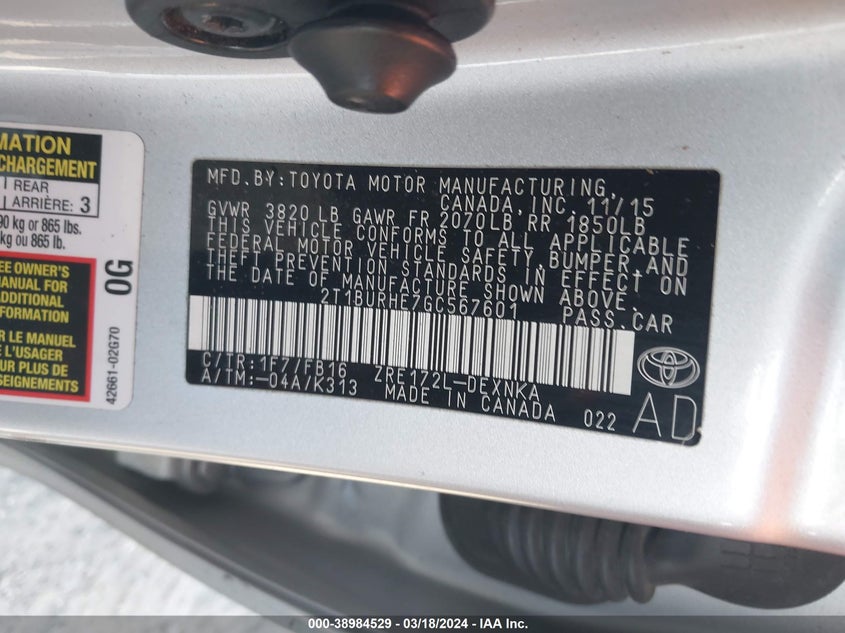 MATION
CHARGEMENT
REAR
ARRIÈRE: 3
90 kg or 865 lbs.
kg ou 865 lb.
EE OWNER'S
MANUAL FOR
ADDITIONAL
FORMATION
R LE MANUEL
L'USAGER
PLUS DE
SEIGNEMENTS
0G
42661-02G70
MFD.BY:TOYOTA MOTOR MANUFACTURING,
CANADA, INC. 11/15
GVWR 3820 LB GAWR FR 2070LB RR 1850LB
THIS VEHICLE CONFORMS TO ALL APPLICABLE
FEDERAL MOTOR VEHICLE SAFETY, BUMPER, AND
THEFT PREVENTION STANDARDS IN EFFECT ON
THE DATE OF MANUFACTURE SHOWN ABOVE.
2T1BURHE7GC567601 PASS.CAR
C/TR:1F7/FB16 ZRE172L-DEXNKA
A/TM:-04A/K313 MADE IN CANADA 022
AD
TOYOTA
000-38984529 - 03/18/2024 - IAA Inc.